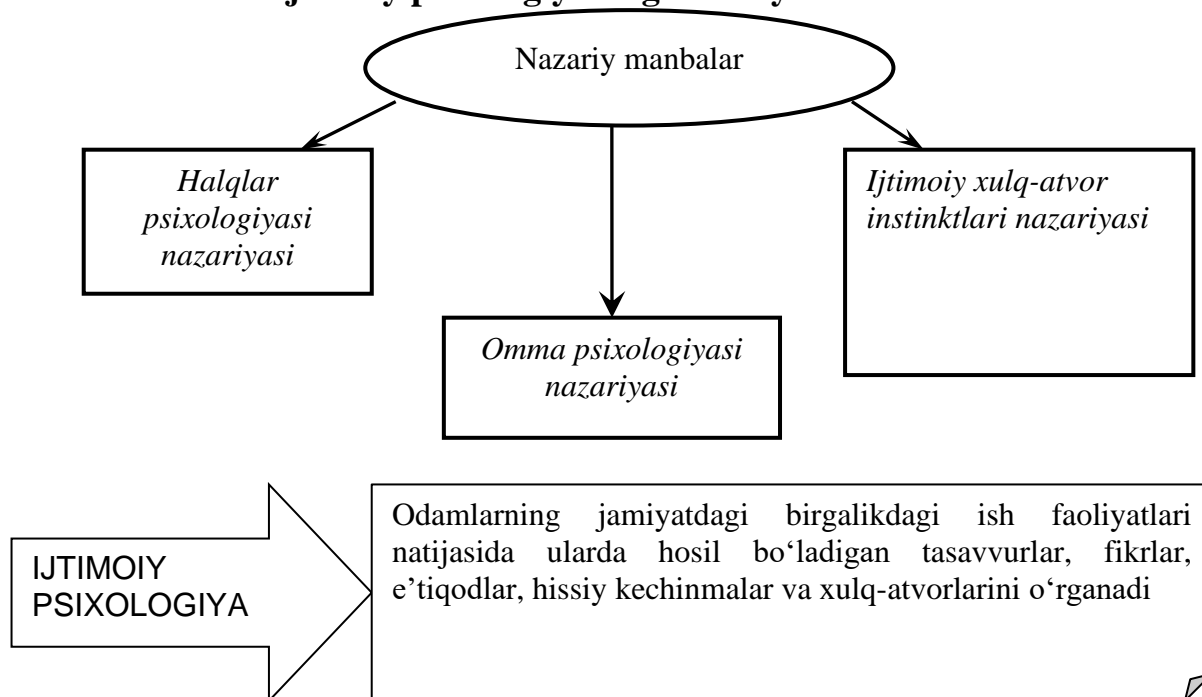 Nazariy manbalar
Halqlar
psixologiyasi
nazariyasi
Ijtimoiy xulq-atvor
instinktlari nazariyasi
Omma psixologiyasi
nazariyasi
IJTIMOIY
PSIXOLOGIYA
Odamlarning jamiyatdagi birgalikdagi ish faoliyatlari
natijasida ularda hosil bo‘ladigan tasavvurlar, fikrlar,
e’tiqodlar, hissiy kechinmalar va xulq-atvorlarini o‘rganadi